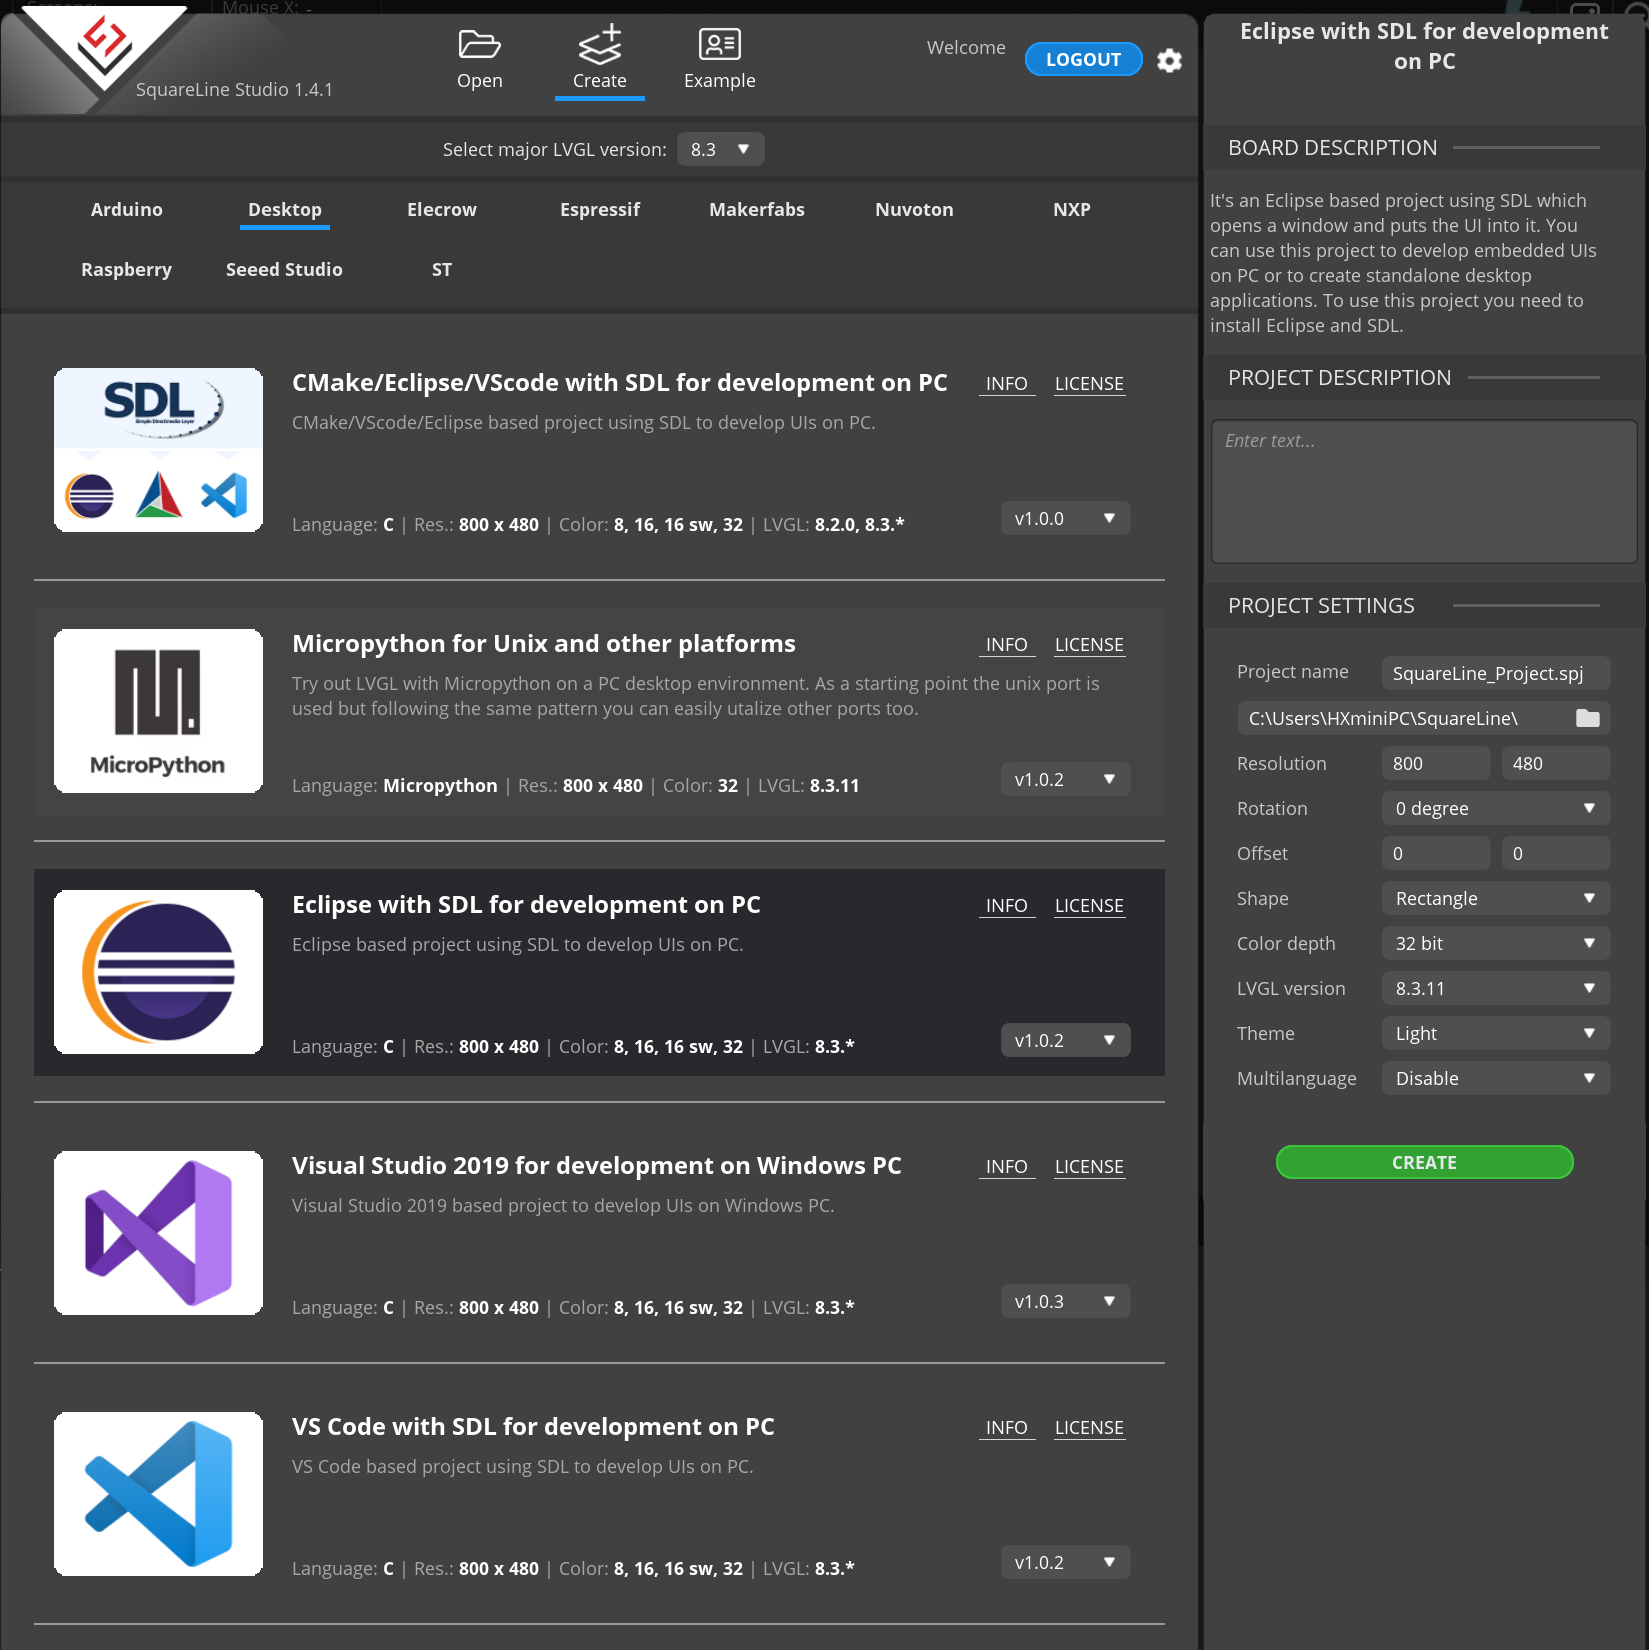 Screens:
Mouse X: -
SquareLine Studio 1.4.1
Open
Create
Example
Welcome
LOGOUT
Select major LVGL version:
8.3
Arduino
Desktop
Elecrow
Espressif
Makerfabs
Nuvoton
NXP
Raspberry
Seeed Studio
ST
SDL
Simple Directmedia Layer
CMake/Eclipse/VScode with SDL for development on PC
INFO
LICENSE
CMake/VScode/Eclipse based project using SDL to develop UIs on PC.
Language: C | Res.: 800 x 480 | Color: 8, 16, 16 sw, 32 | LVGL: 8.2.0, 8.3.*
v1.0.0
MicroPython
Micropython for Unix and other platforms
INFO
LICENSE
Try out LVGL with Micropython on a PC desktop environment. As a starting point the unix port is
used but following the same pattern you can easily utalize other ports too.
Language: Micropython | Res.: 800 x 480 | Color: 32 | LVGL: 8.3.11
v1.0.2
Eclipse with SDL for development on PC
INFO
LICENSE
Eclipse based project using SDL to develop UIs on PC.
Language: C | Res.: 800 x 480 | Color: 8, 16, 16 sw, 32 | LVGL: 8.3.*
v1.0.2
Visual Studio 2019 for development on Windows PC
INFO
LICENSE
Visual Studio 2019 based project to develop UIs on Windows PC.
Language: C | Res.: 800 x 480 | Color: 8, 16, 16 sw, 32 | LVGL: 8.3.*
v1.0.3
VS Code with SDL for development on PC
INFO
LICENSE
VS Code based project using SDL to develop UIs on PC.
Language: C | Res.: 800 x 480 | Color: 8, 16, 16 sw, 32 | LVGL: 8.3.*
v1.0.2
Eclipse with SDL for development
on PC
BOARD DESCRIPTION
It's an Eclipse based project using SDL which
opens a window and puts the UI into it. You
can use this project to develop embedded UIs
on PC or to create standalone desktop
applications. To use this project you need to
install Eclipse and SDL.
PROJECT DESCRIPTION
Enter text...
PROJECT SETTINGS
Project name
SquareLine_Project.spj
C:\Users\HXminiPC\SquareLine\
Resolution
800
480
Rotation
0 degree
Offset
0
0
Shape
Rectangle
Color depth
32 bit
LVGL version
8.3.11
Theme
Light
Multilanguage
Disable
CREATE